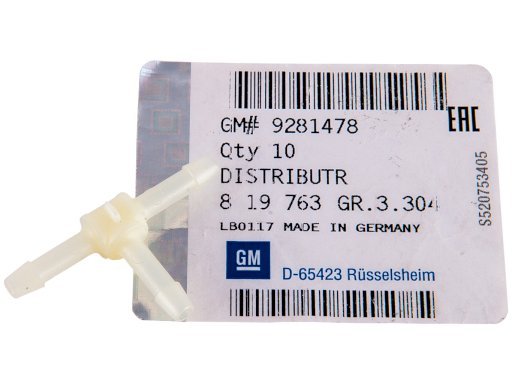 GM# 9281478
EAC
Qty 10
DISTRIBUTR
8 19 763 GR.3.304
LB0117 MADE IN GERMANY
S520753405
GM
D-65423 Rüsselsheim